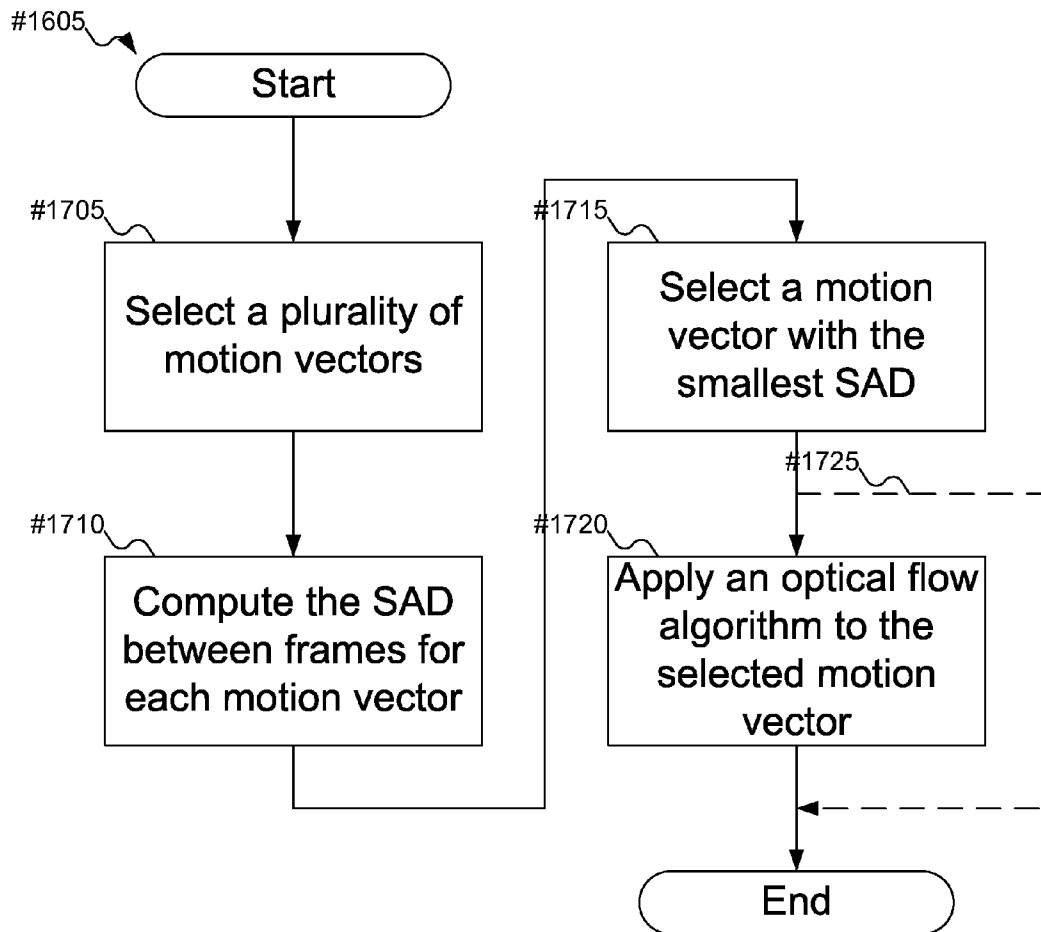 #1605
Start
#1705
Select a plurality of
motion vectors
#1710
Compute the SAD
between frames for
each motion vector
#1715
Select a motion
vector with the
smallest SAD
#1725
#1720
Apply an optical flow
algorithm to the
selected motion
vector
End